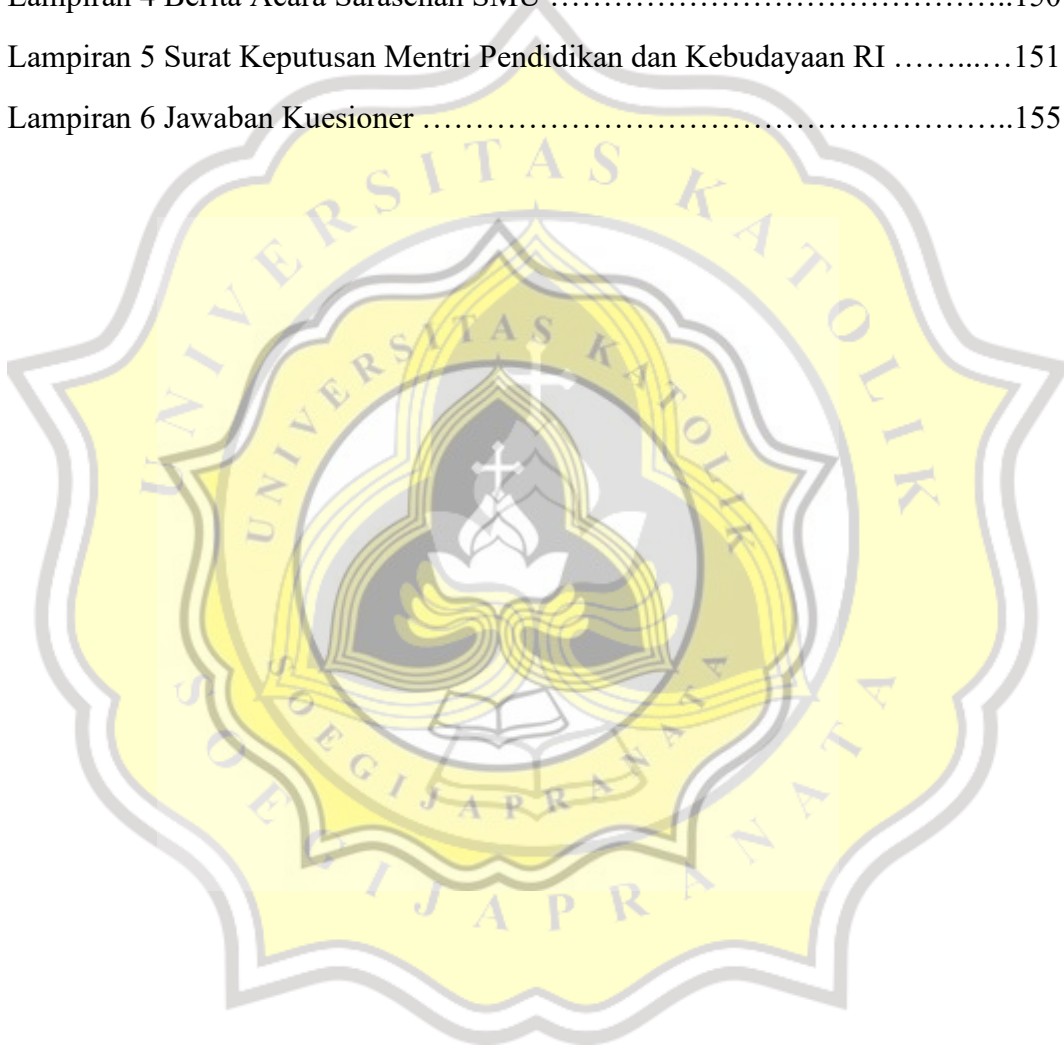 Lampiran 4 Berita Acara Sarasehan SMU …………………………………..150
Lampiran 5 Surat Keputusan Mentri Pendidikan dan Kebudayaan RI ……...…151
Lampiran 6 Jawaban Kuesioner ………………………………………………..155
UNIVERSITAS KATOLIK
SOEGIJAPRANATA
UNIVERSITAS KATOLIK
SOEGIJAPRANATA